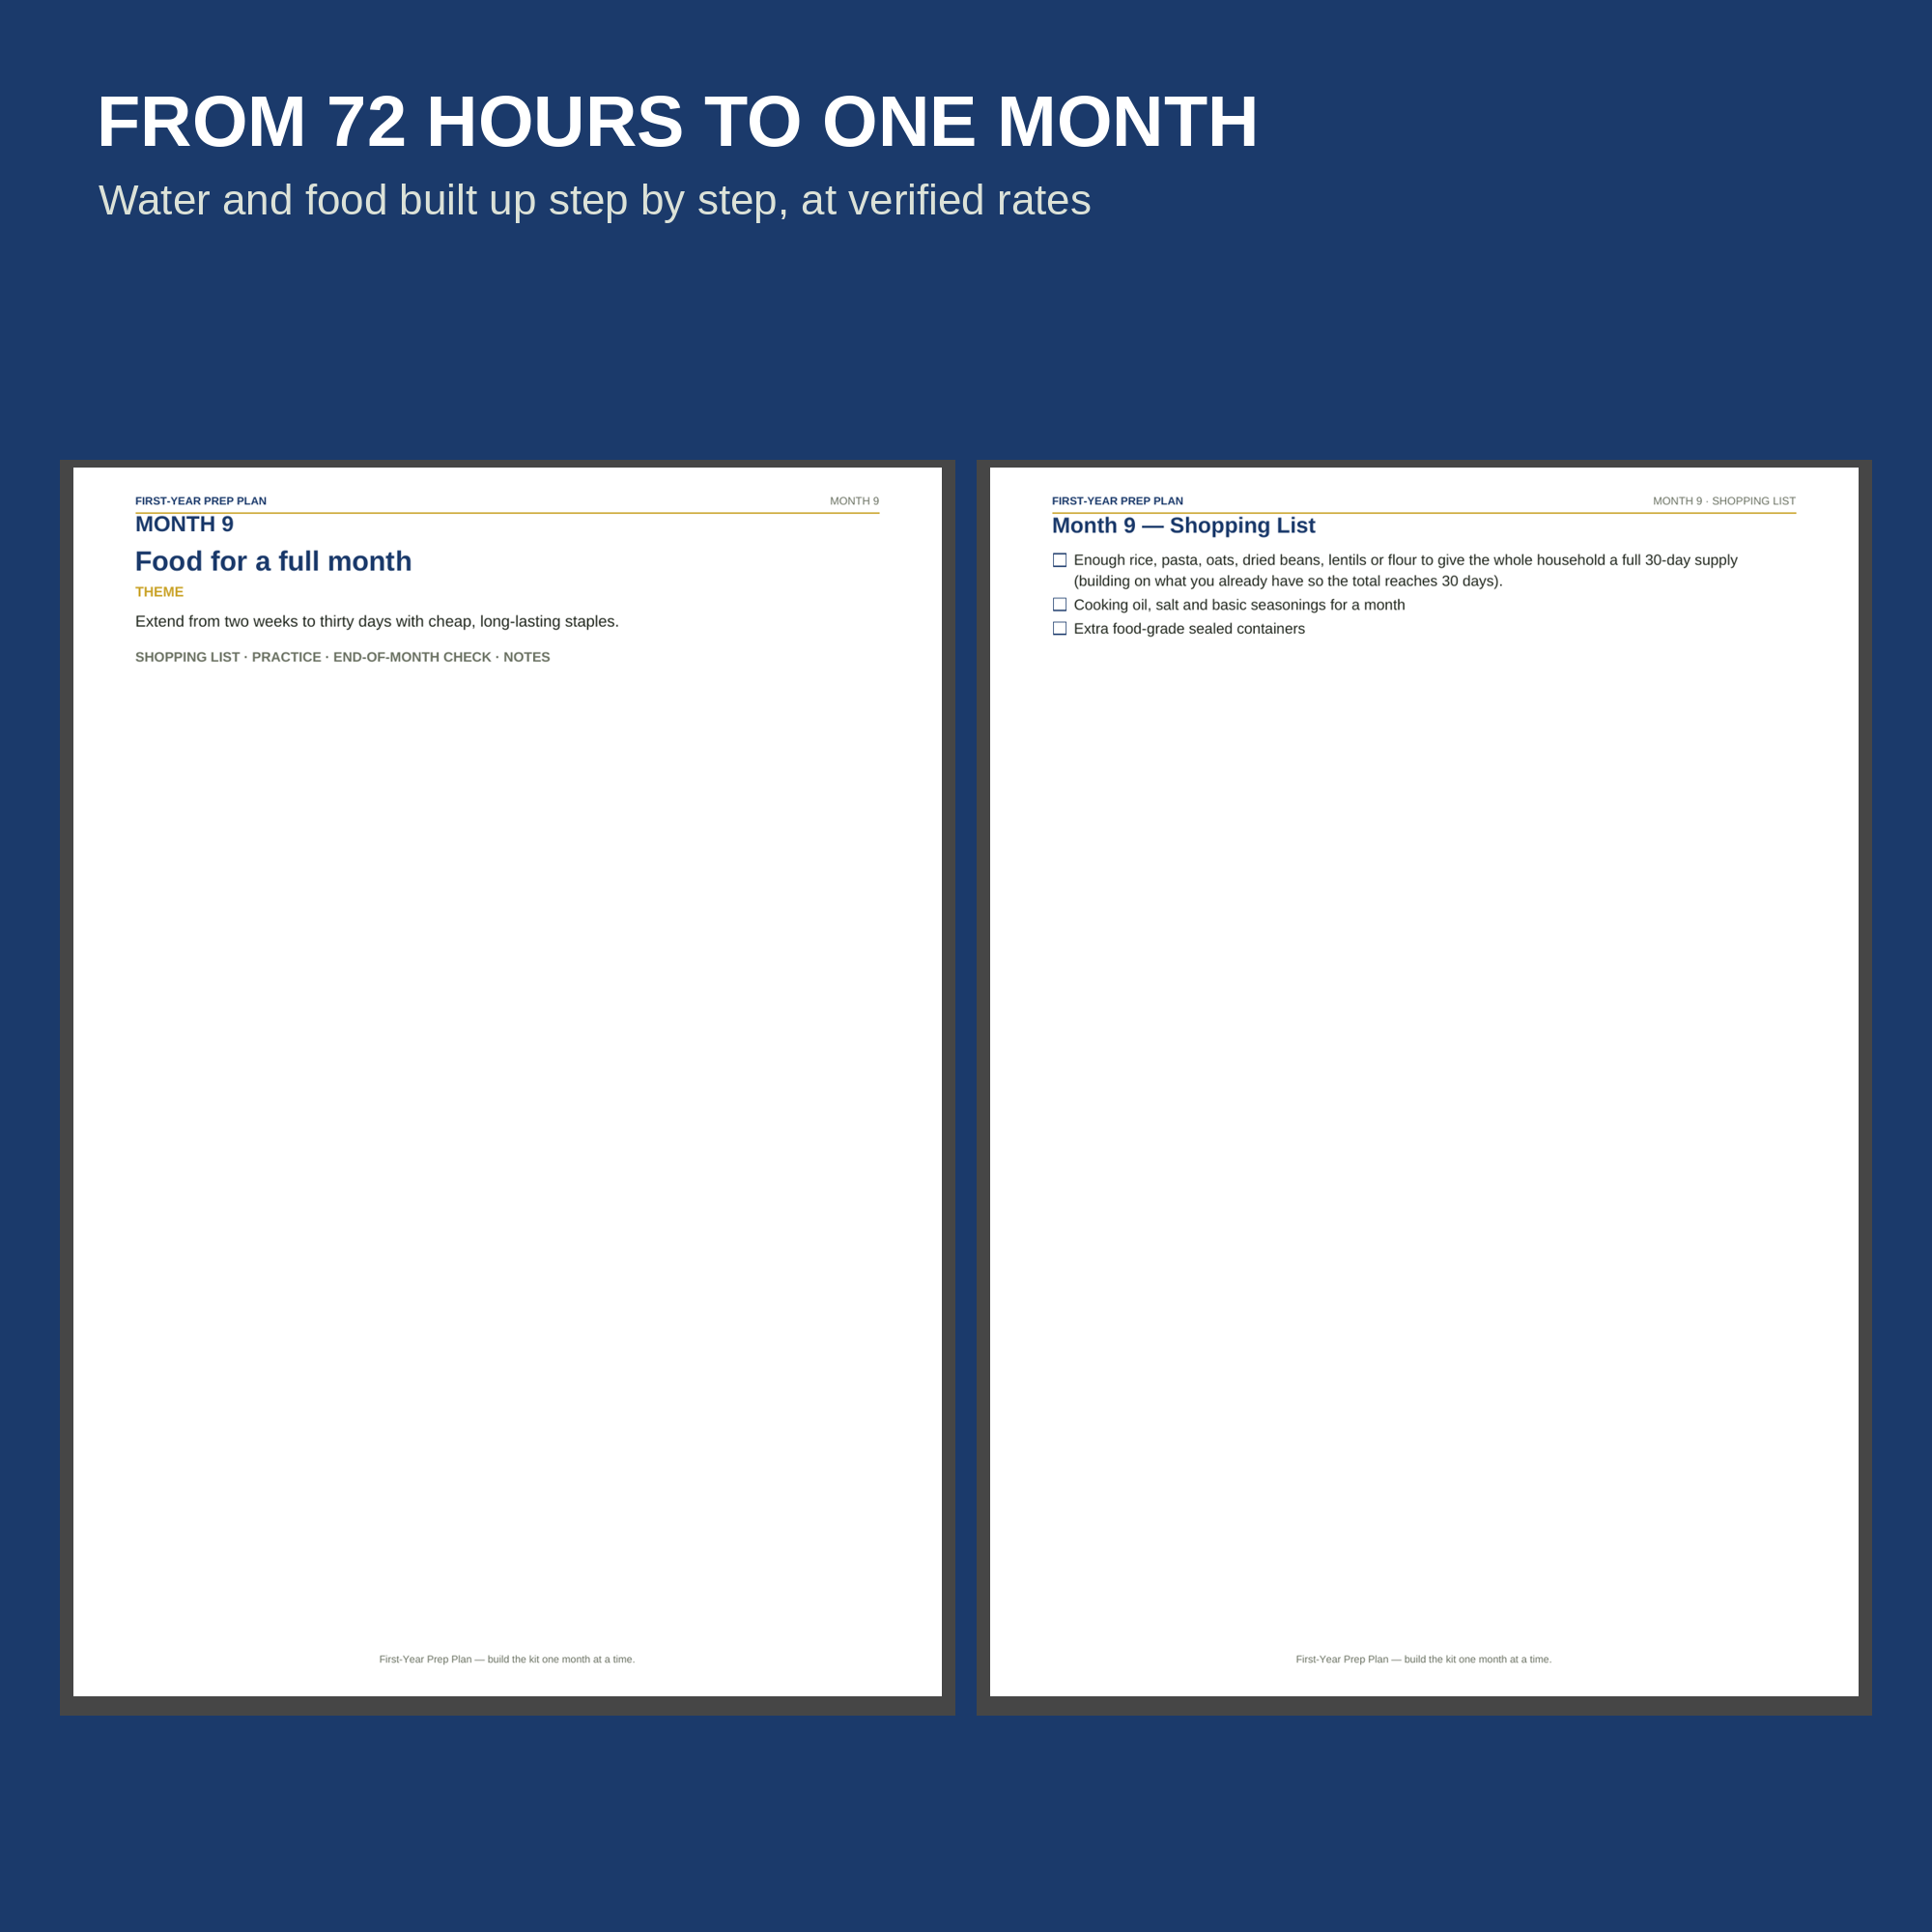 FROM 72 HOURS TO ONE MONTH
Water and food built up step by step, at verified rates
FIRST-YEAR PREP PLAN
MONTH 9
MONTH 9
Food for a full month
THEME
Extend from two weeks to thirty days with cheap, long-lasting staples.
SHOPPING LIST · PRACTICE · END-OF-MONTH CHECK · NOTES
First-Year Prep Plan — build the kit one month at a time.
FIRST-YEAR PREP PLAN
MONTH 9 · SHOPPING LIST
Month 9 — Shopping List
☐ Enough rice, pasta, oats, dried beans, lentils or flour to give the whole household a full 30-day supply
(building on what you already have so the total reaches 30 days).
☐ Cooking oil, salt and basic seasonings for a month
☐ Extra food-grade sealed containers
First-Year Prep Plan — build the kit one month at a time.